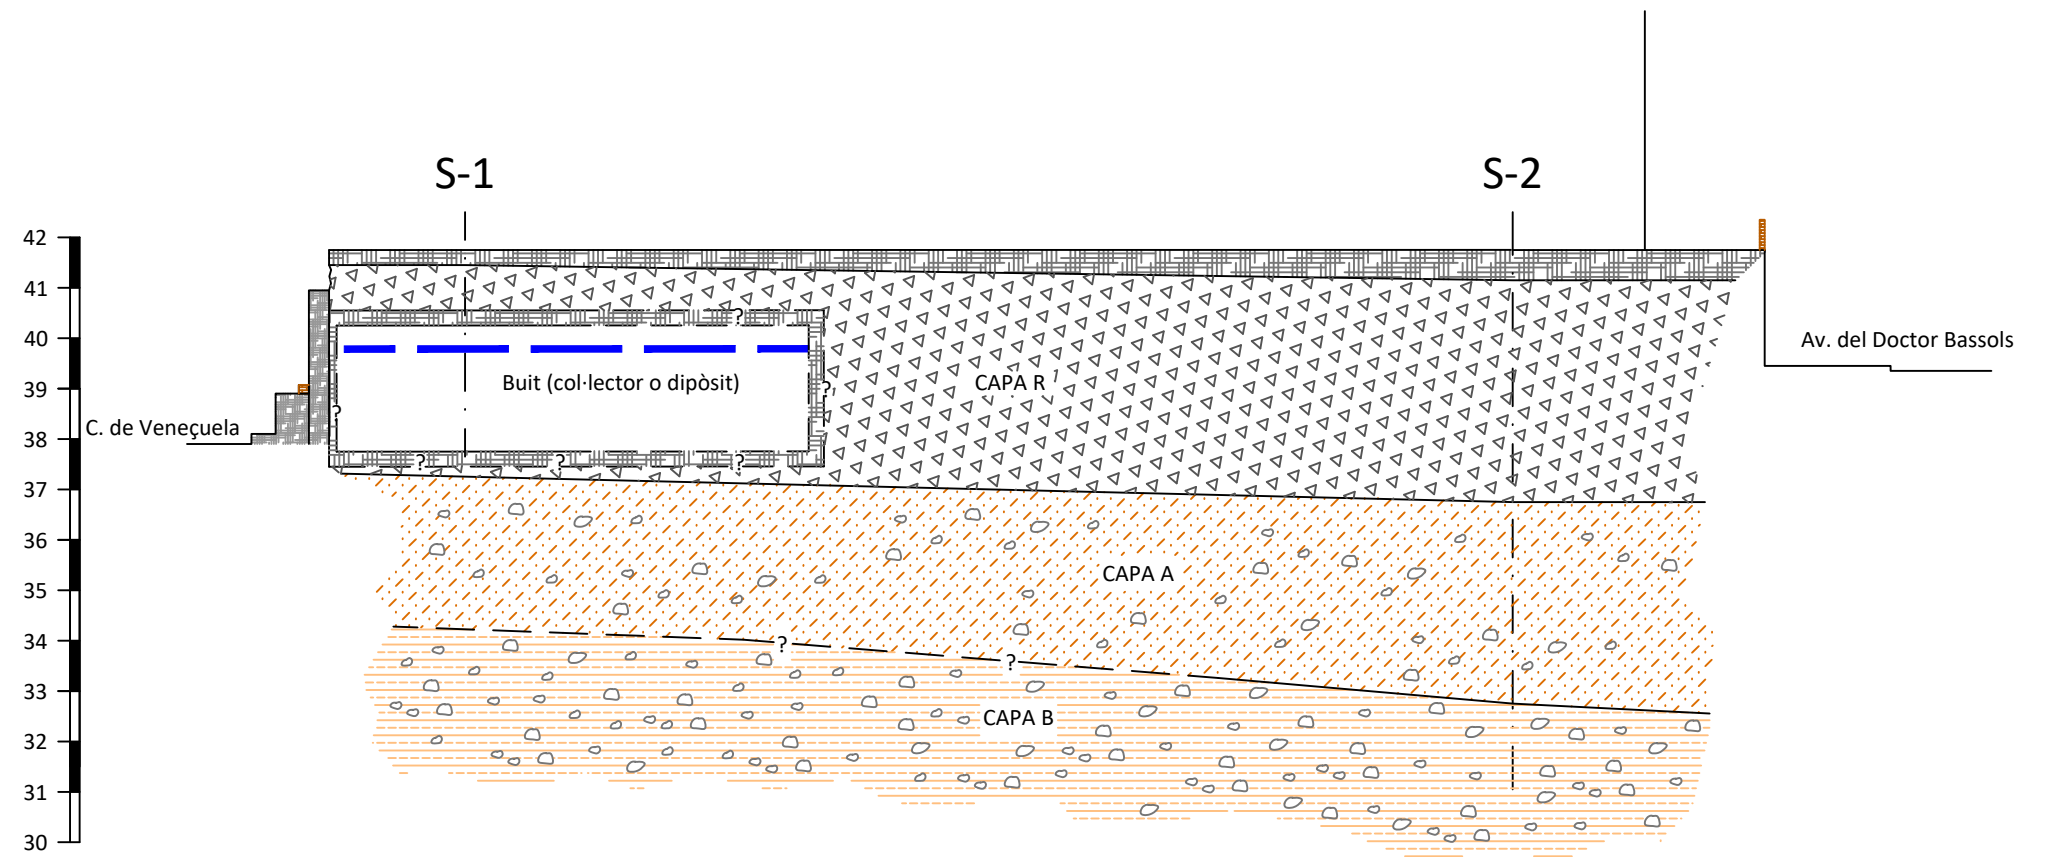 S-1
S-2
42
41
40
39
38
37
36
35
34
33
32
31
30
?
Av. del Doctor Bassols
Buit (col·lector o dipòsit)
CAPA R
?
?
C. de Veneçuela
?
?
?
CAPA A
?
?
CAPA B